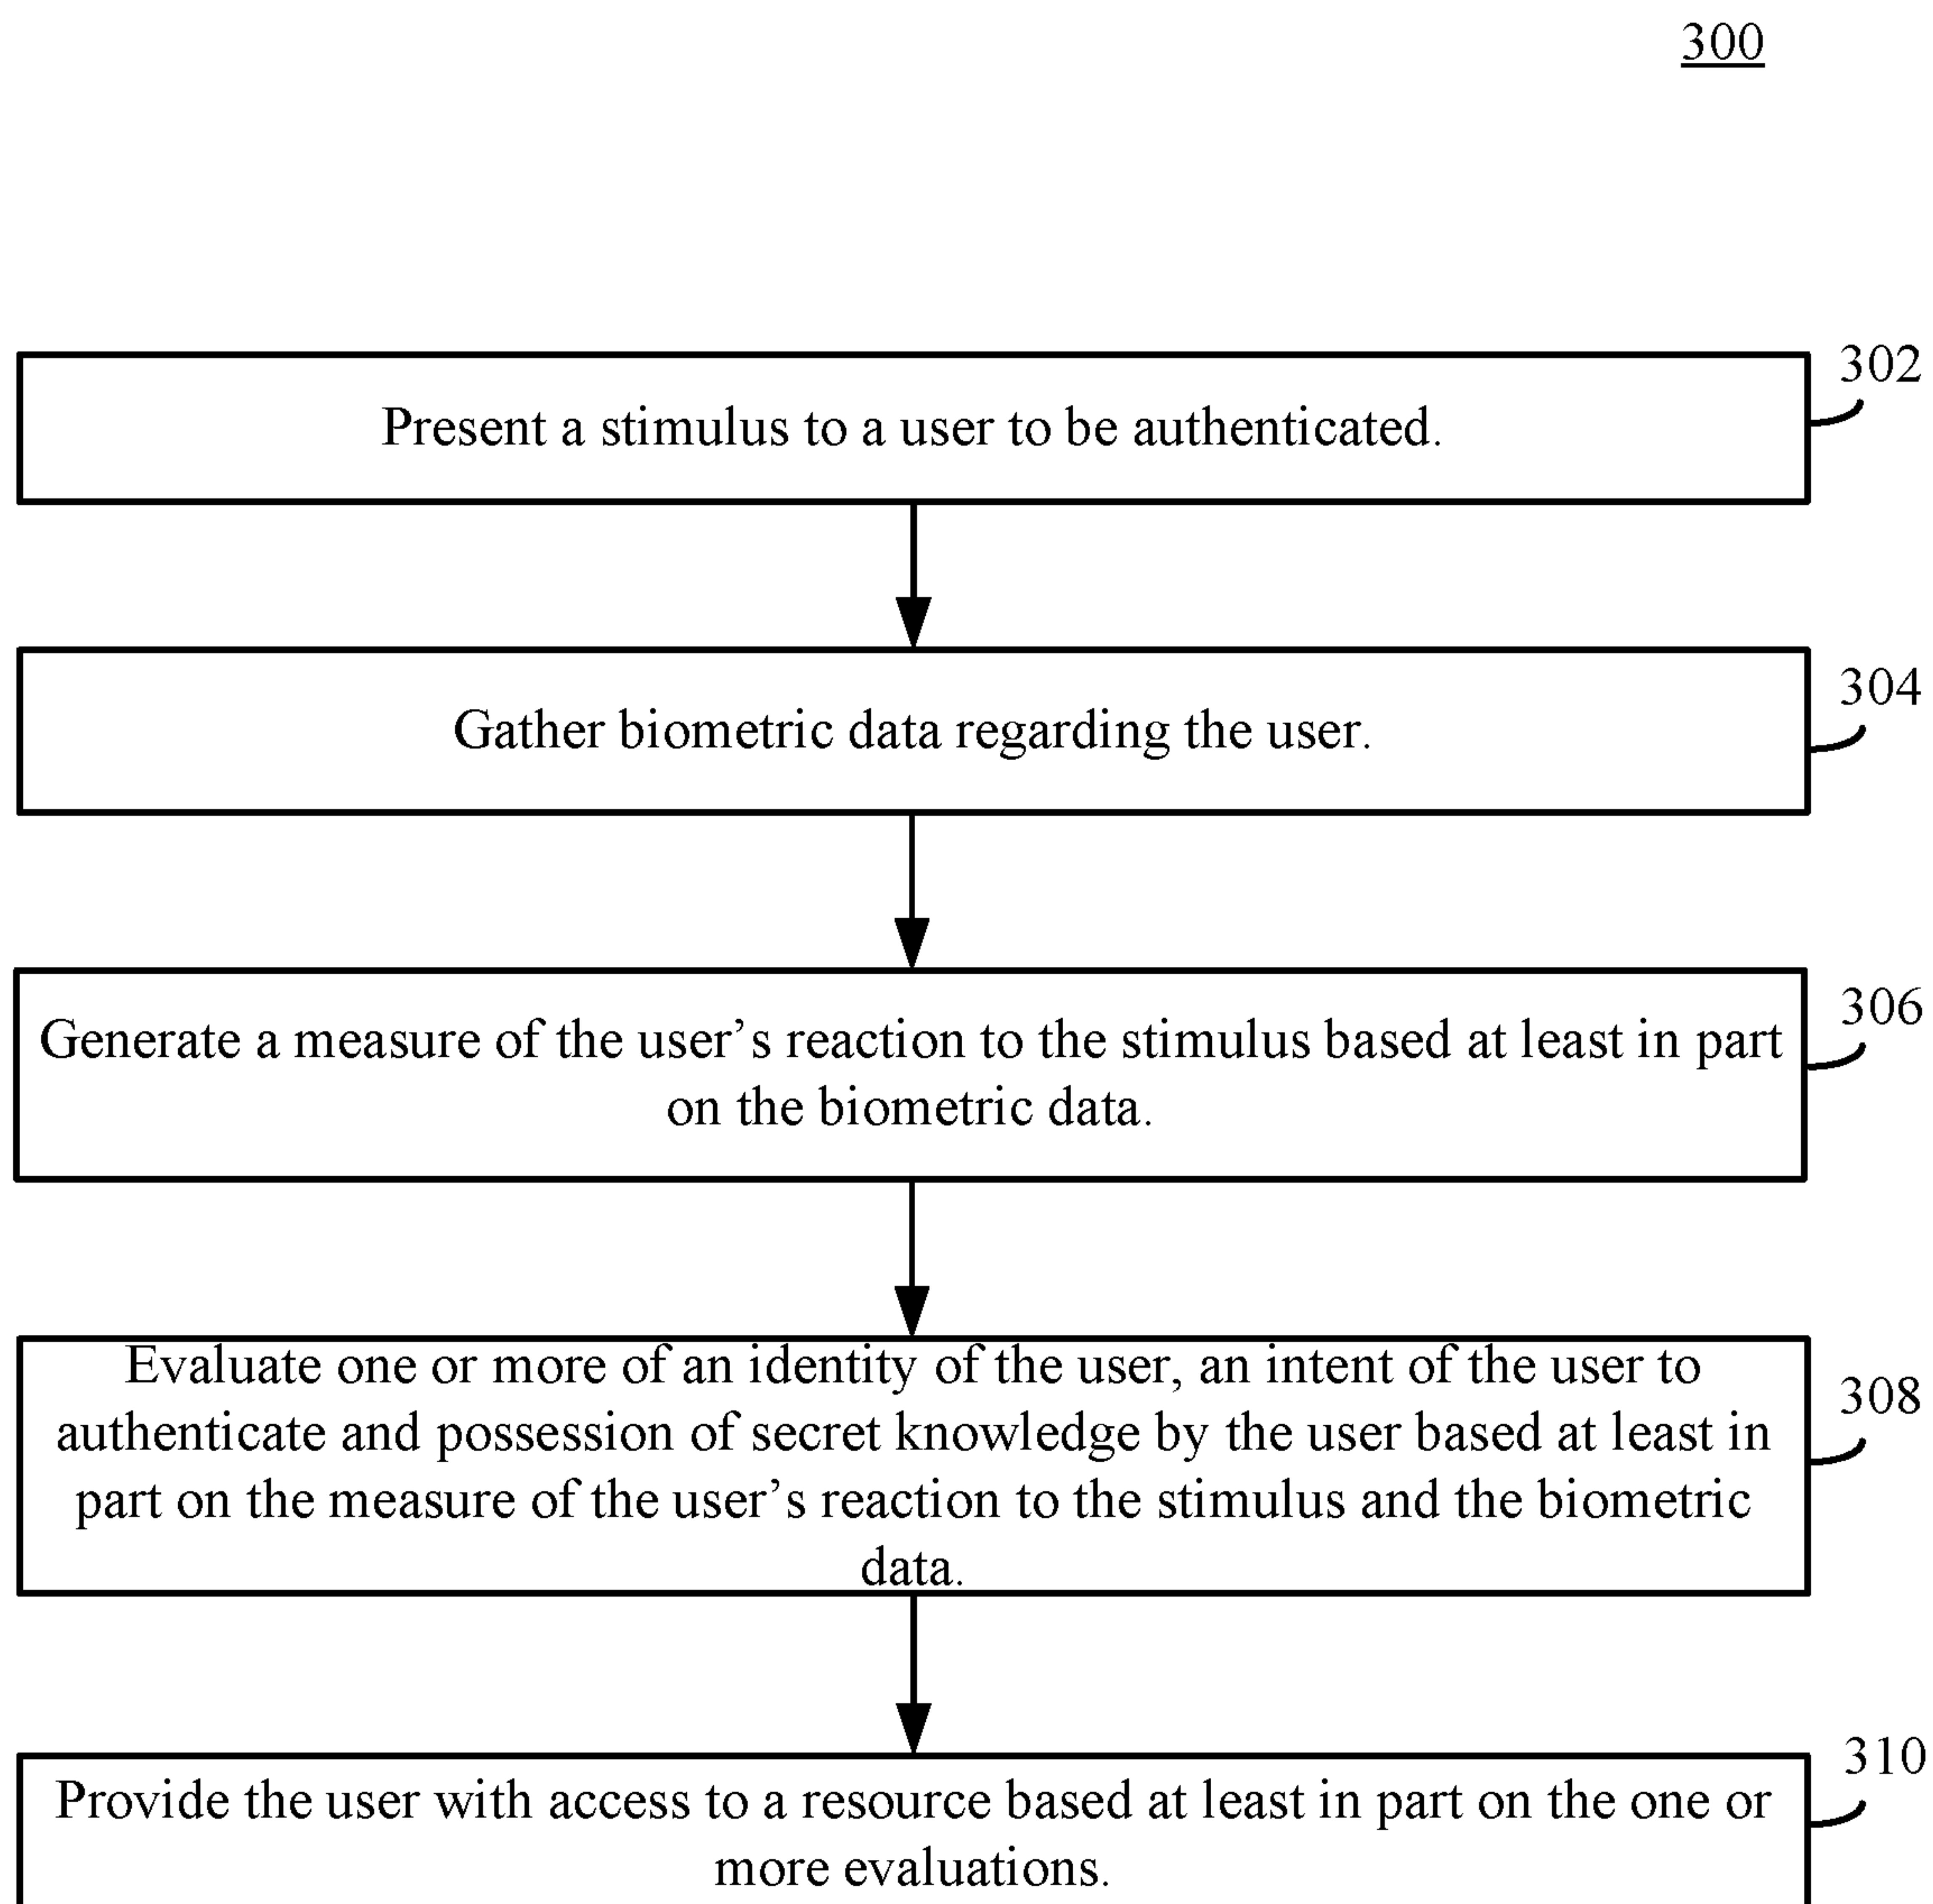 300
302
Present a stimulus to a user to be authenticated.
304
Gather biometric data regarding the user.
306
Generate a measure of the user’s reaction to the stimulus based at least in part
on the biometric data.
Evaluate one or more of an identity of the user, an intent of the user to
308
authenticate and possession of secret knowledge by the user based at least in
part on the measure of the user’s reaction to the stimulus and the biometric
data.
310
Provide the user with access to a resource based at least in part on the one or
more evaluations.